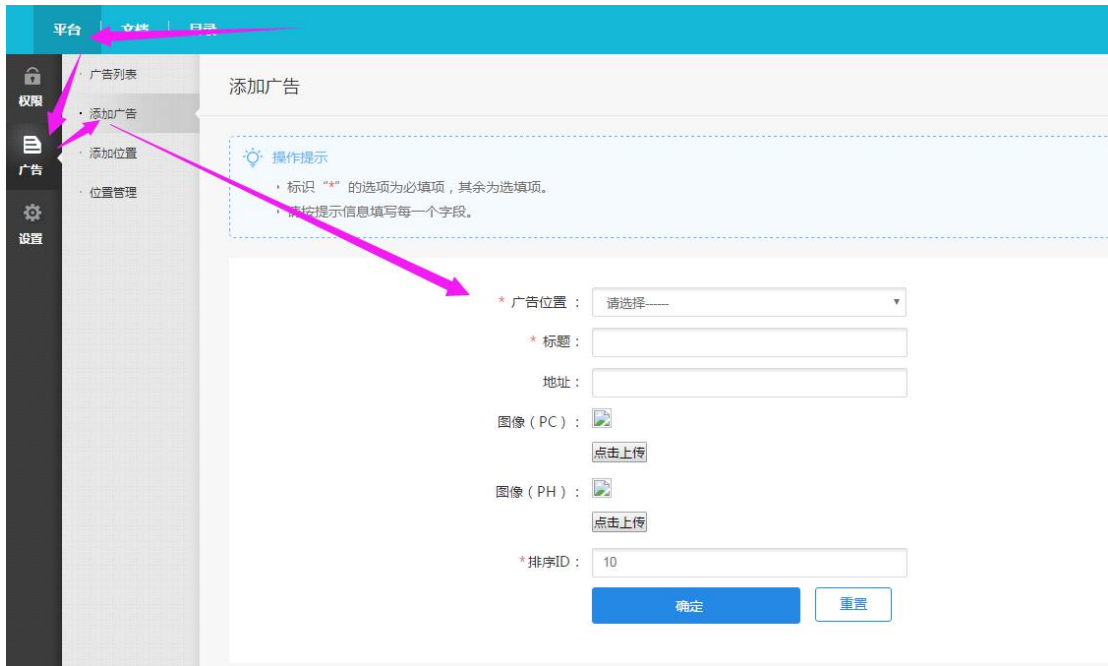 平台 文档 目录
权限
广告
设置
· 广告列表
· 添加广告
· 添加位置
· 位置管理
添加广告
操作提示
标识“*”的选项为必填项，其余为选填项。
请按提示信息填写每一个字段。
* 广告位置： 请选择------
* 标题：
地址：
图像（PC）：
点击上传
图像（PH）：
点击上传
*排序ID： 10
确定 重置